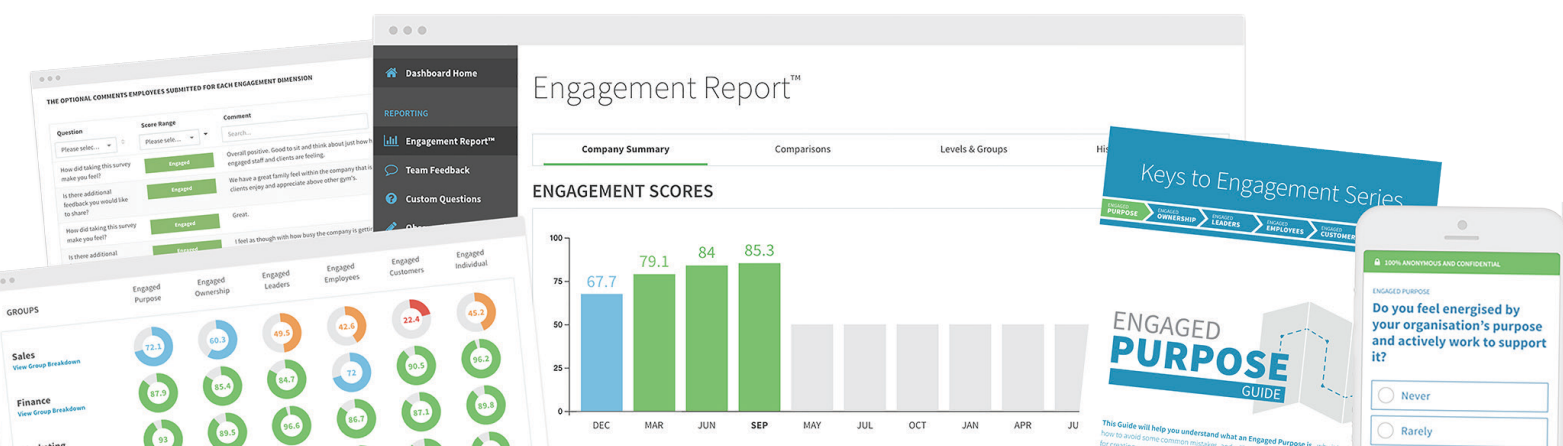 THE OPTIONAL COMMENTS EMPLOYEES SUBMITTED FOR EACH ENGAGEMENT DIMENSION
Question
Score Range
Comment
Please selec...
Please sele...
Search...
How did taking this survey
make you feel?
Engaged
Overall positive. Good to sit and think about just how
engaged staff and clients are feeling.
Is there additional
feedback you would like
to share?
Engaged
We have a great family feel within the company that is
clients enjoy and appreciate above other gym's.
How did taking this survey
make you feel?
Engaged
Great.
Is there additional
Engaged
I feel as though with how busy the company is
GROUPS
Engaged
Purpose
Engaged
Ownership
Engaged
Leaders
Engaged
Employees
Engaged
Customers
Engaged
Individual
Sales
View Group Breakdown
72.1
60.3
49.5
42.6
22.4
45.2
Finance
View Group Breakdown
87.9
85.4
84.7
72
90.5
96.2
93
89.5
96.6
86.7
87.1
89.8
Dashboard Home
REPORTING
Engagement Report™
Team Feedback
Custom Questions
Engagement Report™
Company Summary
Comparisons
Levels & Groups
ENGAGEMENT SCORES
100
75
50
25
0
67.7
79.1
84
85.3
DEC
MAR
JUN
SEP
MAY
JUL
OCT
JAN
APR
JU
Keys to Engagement Series
ENGAGED
PURPOSE
ENGAGED
OWNERSHIP
ENGAGED
LEADERS
ENGAGED
EMPLOYEES
ENGAGED
CUSTOMER
ENGAGED
PURPOSE
GUIDE
This Guide will help you understand what an Engaged Purpose is
how to avoid some common mistakes
100% ANONYMOUS AND CONFIDENTIAL
ENGAGED PURPOSE
Do you feel energised by
your organisation's purpose
and actively work to support
it?
Never
Rarely